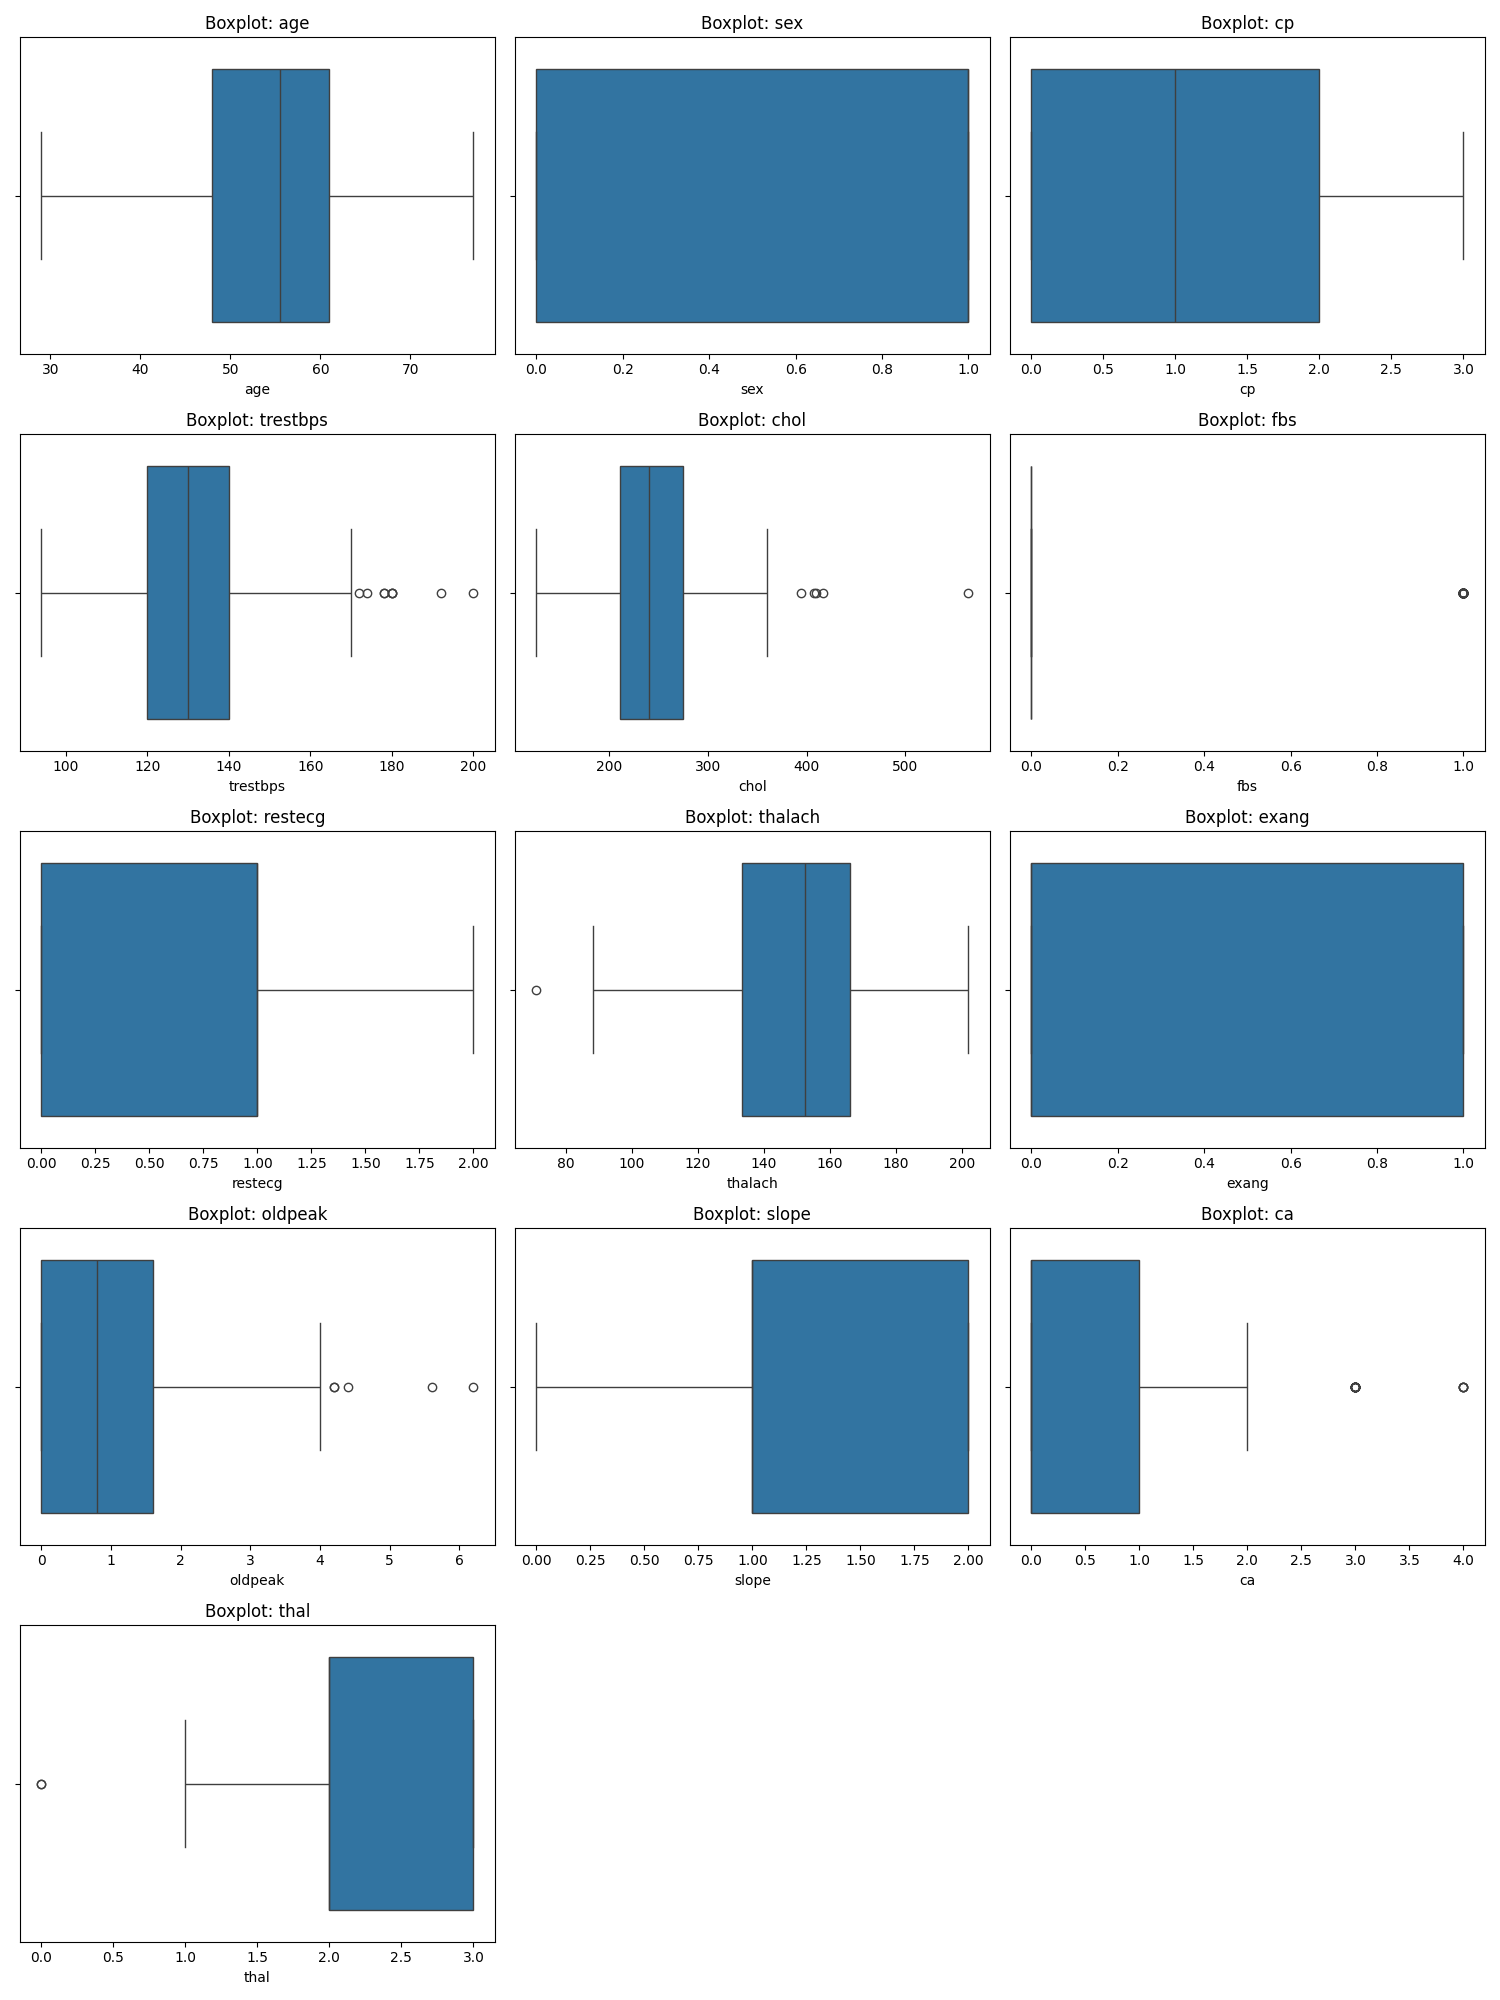 Boxplot: age
Boxplot: sex
Boxplot: cp
30 40 50 60 70
0.0 0.2 0.4 0.6 0.8 1.0
0.0 0.5 1.0 1.5 2.0 2.5 3.0
age
sex
cp
Boxplot: trestbps
Boxplot: chol
Boxplot: fbs
100 120 140 160 180 200
200 300 400 500
0.0 0.2 0.4 0.6 0.8 1.0
trestbps
chol
fbs
Boxplot: restecg
Boxplot: thalach
Boxplot: exang
0.00 0.25 0.50 0.75 1.00 1.25 1.50 1.75 2.00
80 100 120 140 160 180 200
0.0 0.2 0.4 0.6 0.8 1.0
restecg
thalach
exang
Boxplot: oldpeak
Boxplot: slope
Boxplot: ca
0 1 2 3 4 5 6
0.00 0.25 0.50 0.75 1.00 1.25 1.50 1.75 2.00
0.0 0.5 1.0 1.5 2.0 2.5 3.0 3.5 4.0
oldpeak
slope
ca
Boxplot: thal
0.0 0.5 1.0 1.5 2.0 2.5 3.0
thal